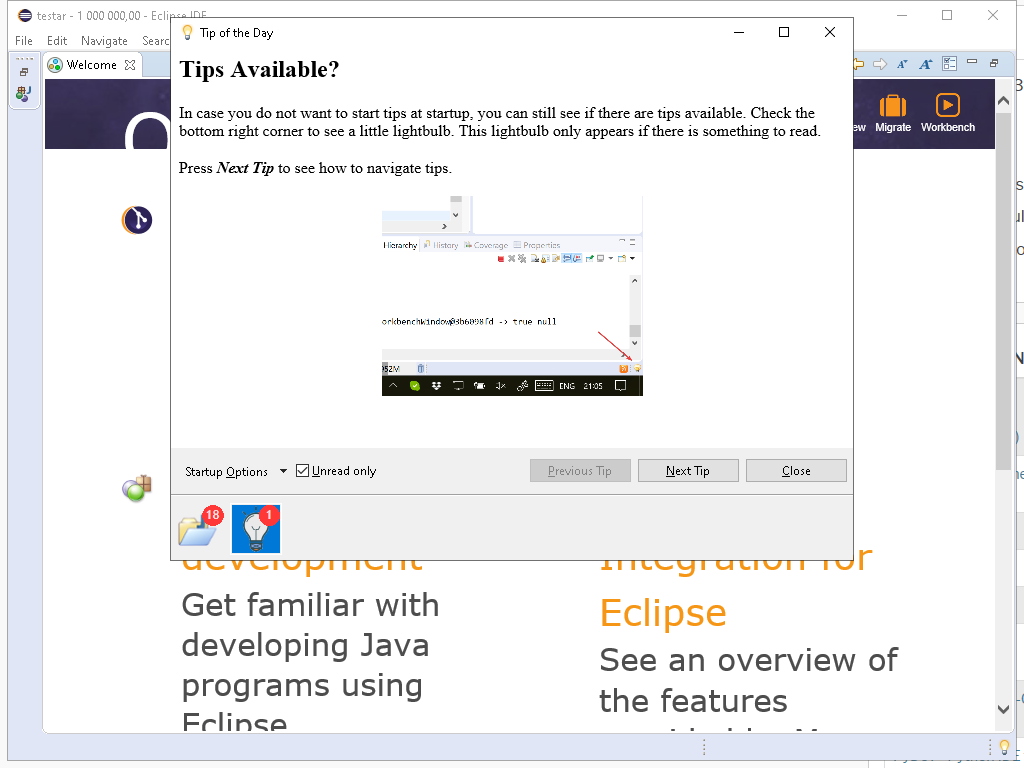 testar - 1 000 000,00 - Eclipse IDE
File Edit Navigate Searc
Welcome
Tip of the Day
Tips Available?
In case you do not want to start tips at startup, you can still see if there are tips available. Check the
bottom right corner to see a little lightbulb. This lightbulb only appears if there is something to read.
Press Next Tip to see how to navigate tips.
Hierarchy History Coverage Properties
orkbenchWindow@3b6098fd -> true null
952M
ENG 21:05
Startup Options Unread only
Previous Tip Next Tip Close
18 1
ew Migrate Workbench
development
Get familiar with
developing Java
programs using
Eclipse
Integration for
Eclipse
See an overview of
the features